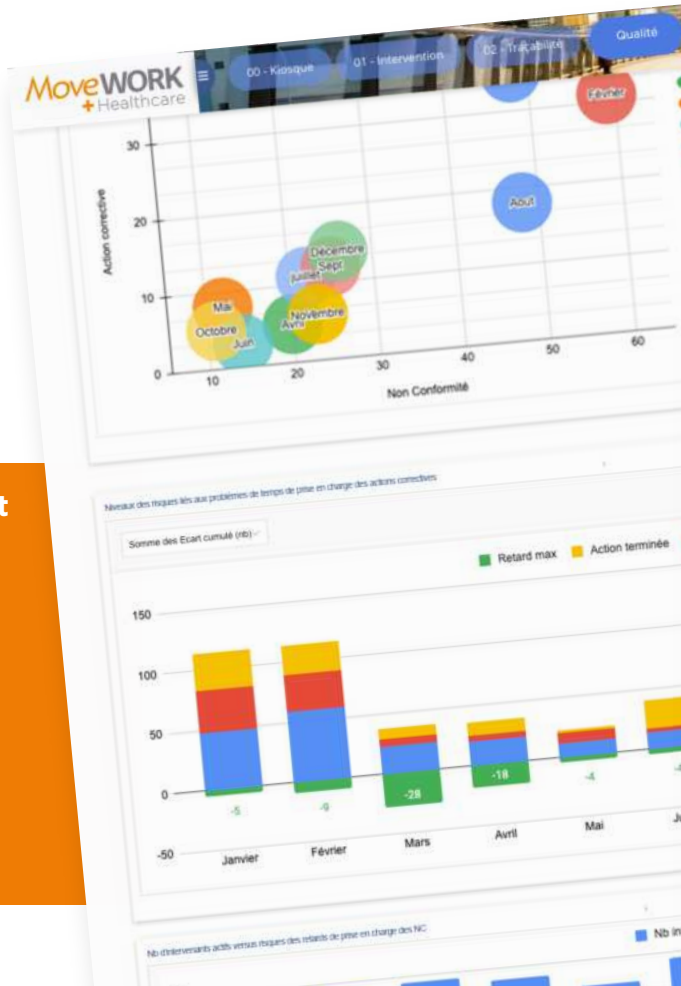 MoveWORK
+Healthcare
00 - Kiosque
01 - Intervention
02 - Traçabilité
Qualité
Février
30
Action corrective
20
Aout
Décembre
Sept
juillet
10
Mai
Novembre
Octobre
Avril
Juin
0
10
20
30
40
50
60
Non Conformité
t
Niveaux des risques liés aux problèmes de temps de prise en charge des actions correctives
Somme des Ecart cumulé (nb)
Retard max
Action terminée
150
100
50
0
-50
-5
-9
-28
-18
-4
Janvier
Février
Mars
Avril
Mai
Nb d'intervenants actifs versus risques des retards de prise en charge des NC
Nb in